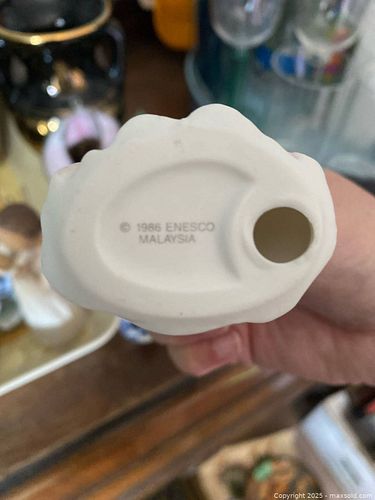 © 1986 ENESCO
MALAYSIA
Copyright 2025 - maxsold.com